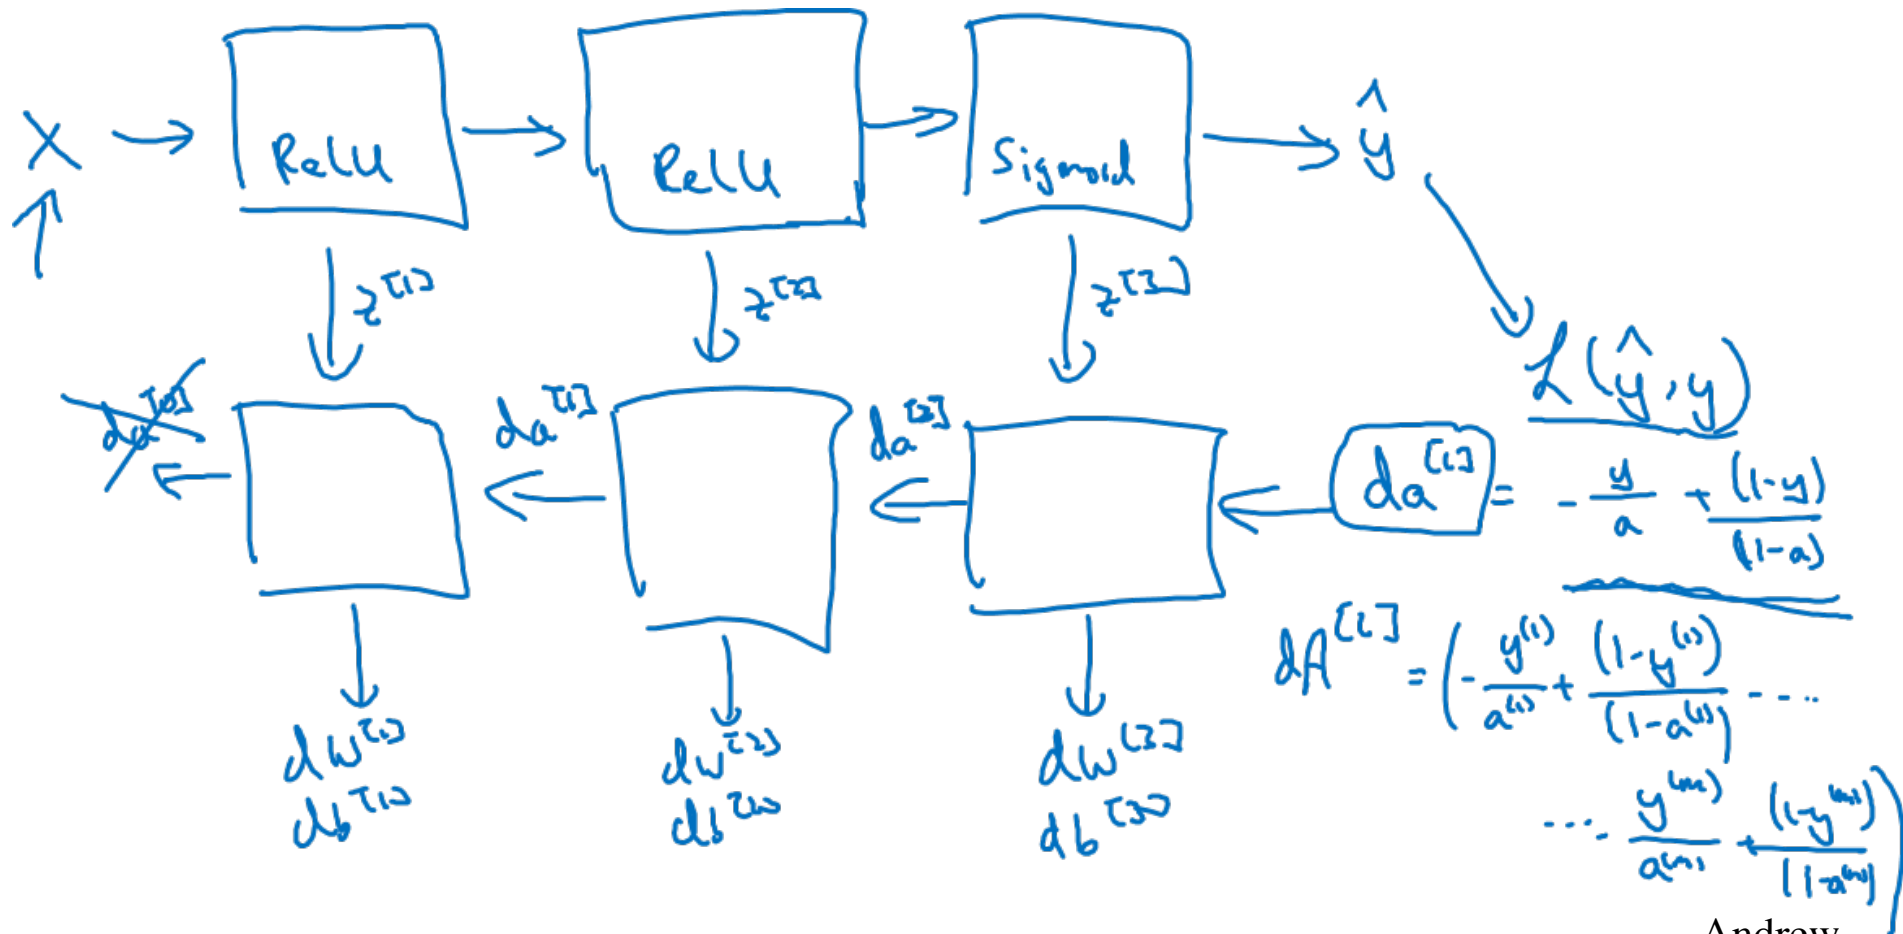 X → ReLU → ReLU → Sigmoid → ŷ
z^[1] z^[2] z^[3]
L(ŷ, y)
da^[0] da^[1] da^[2] da^[l] = - y/a + (1-y)/(1-a)
dA^[l] = (- y^(1)/a^(1) + (1-y^(1))/(1-a^(1)) ....
.... - y^(m)/a^(m) + (1-y^(m))/(1-a^(m)))
dw^[1] dw^[2] dw^[3]
db^[1] db^[2] db^[3]
Andrew